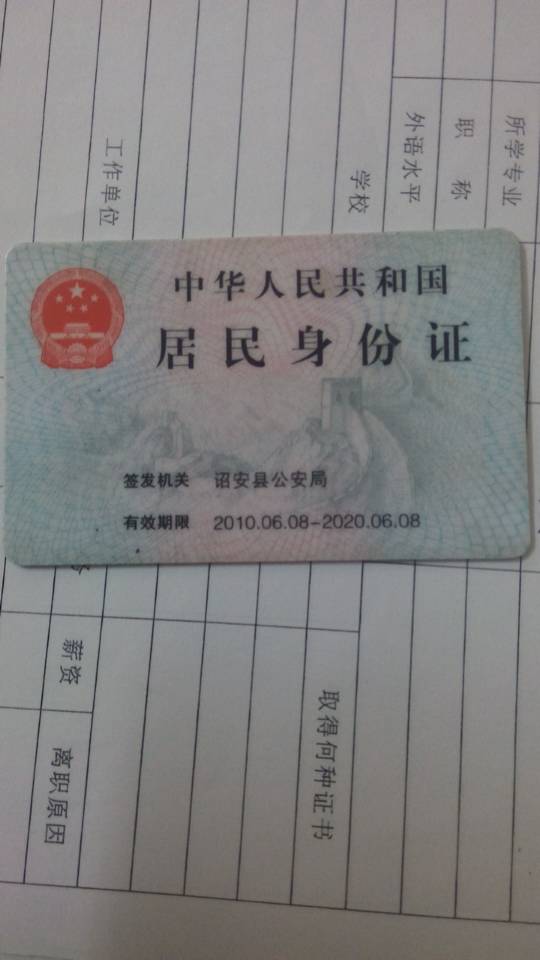 中华人民共和国
居民身份证
签发机关 诏安县公安局
有效期限 2010.06.08-2020.06.08
所学专业
职称
外语水平
学校
工作单位
取得何种证书
薪资
离职原因